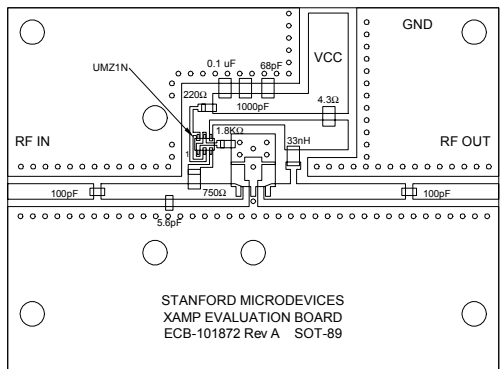 GND
0.1 uF
68pF
VCC
UMZ1N
220Ω
1000pF
4.3Ω
RF IN
1.8KΩ
33nH
RF OUT
1
100pF
750Ω
100pF
5.6pF
STANFORD MICRODEVICES
XAMP EVALUATION BOARD
ECB-101872 Rev A SOT-89